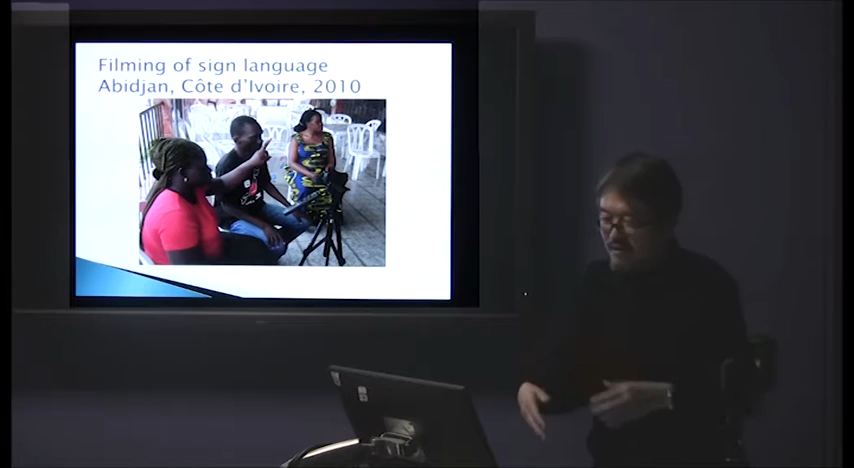 Filming of sign language
Abidjan, Côte d'Ivoire, 2010